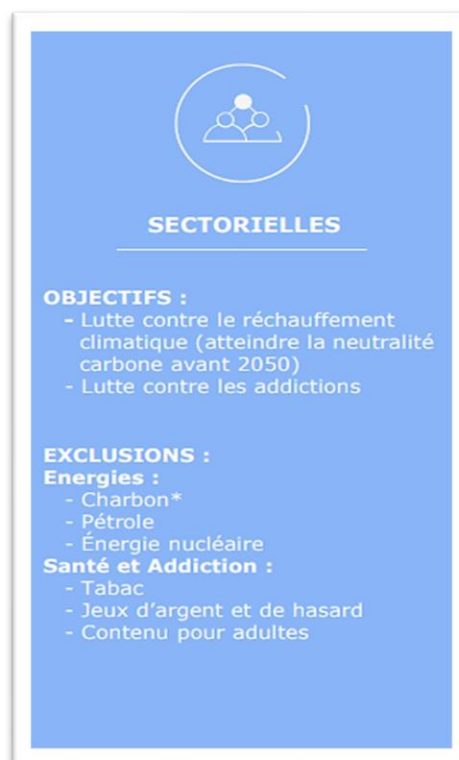 SECTORIELLES
OBJECTIFS :
- Lutte contre le réchauffement
climatique (atteindre la neutralité
carbone avant 2050)
- Lutte contre les addictions
EXCLUSIONS :
Energies :
- Charbon*
- Pétrole
- Énergie nucléaire
Santé et Addiction :
- Tabac
- Jeux d’argent et de hasard
- Contenu pour adultes